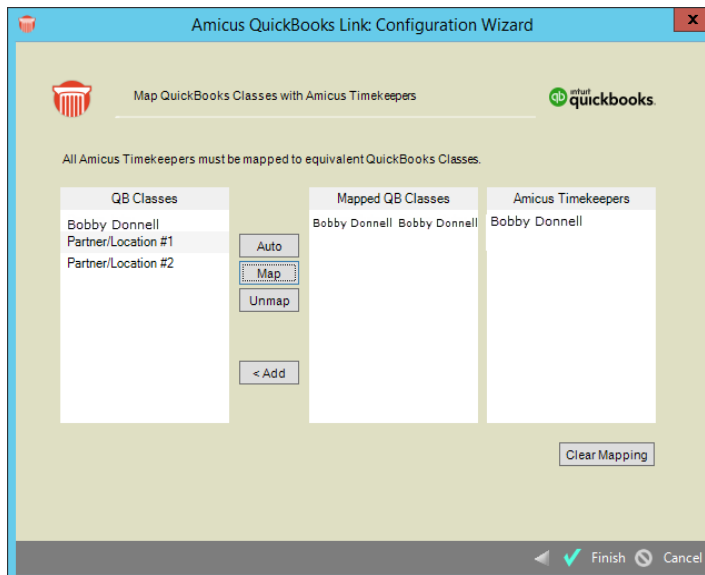 Amicus QuickBooks Link: Configuration Wizard
x
Map QuickBooks Classes with Amicus Timekeepers
qb intuit quickbooks.
All Amicus Timekeepers must be mapped to equivalent QuickBooks Classes.
QB Classes
Bobby Donnell
Partner/Location #1
Partner/Location #2
Auto
Map
Unmap
< Add
Mapped QB Classes
Bobby Donnell Bobby Donnell
Amicus Timekeepers
Bobby Donnell
Clear Mapping
Finish Cancel